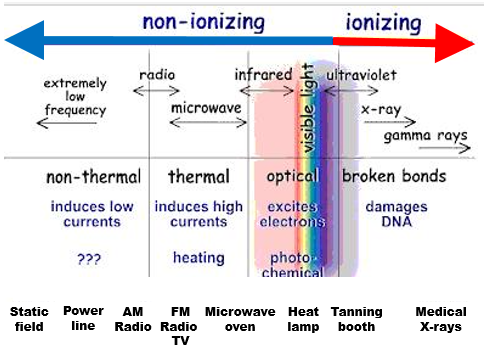 non-ionizing
ionizing
extremely
low
frequency
radio
microwave
infrared
visible light
ultraviolet
x-ray
gamma rays
non-thermal
thermal
optical
broken bonds
induces low
currents
induces high
currents
excites
electrons
damages
DNA
???
heating
photo-
chemical
Static
field
Power
line
AM
Radio
FM
Radio
TV
Microwave
oven
Heat
lamp
Tanning
booth
Medical
X-rays